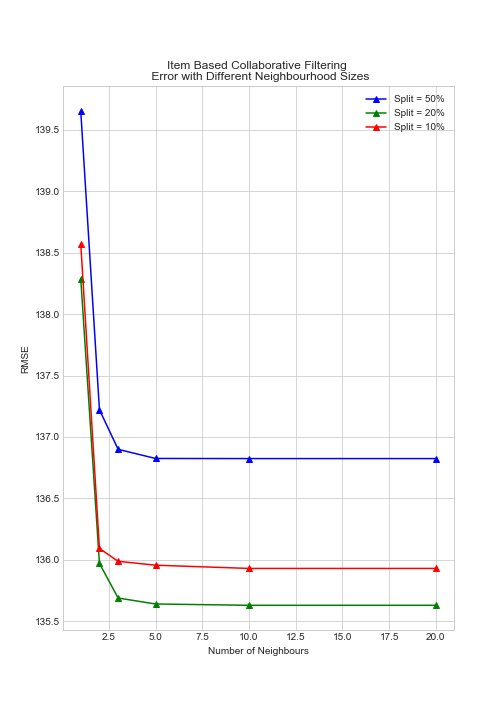 Item Based Collaborative Filtering
Error with Different Neighbourhood Sizes
Split = 50%
Split = 20%
Split = 10%
RMSE
139.5
139.0
138.5
138.0
137.5
137.0
136.5
136.0
135.5
2.5 5.0 7.5 10.0 12.5 15.0 17.5 20.0
Number of Neighbours